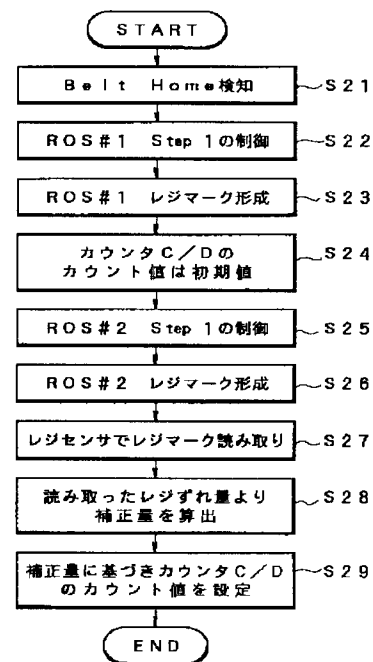 START
Belt Home検知
S21
ROS#1 Step 1の制御
S22
ROS#1 レジマーク形成
S23
カウンタC/Dの
カウント値は初期値
S24
ROS#2 Step 1の制御
S25
ROS#2 レジマーク形成
S26
レジセンサでレジマーク読み取り
S27
読み取ったレジずれ量より
補正量を算出
S28
補正量に基づきカウンタC/D
のカウント値を設定
S29
END